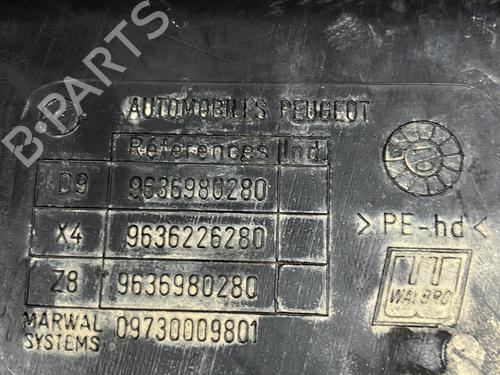 B-PARTS
AUTOMOBILES PEUGEOT
Références Ind.
D9 9636980280
X4 9636226280
Z8 9636980280
>PE-hd<
WALBRO
MARWAL SYSTEMS 09730009801